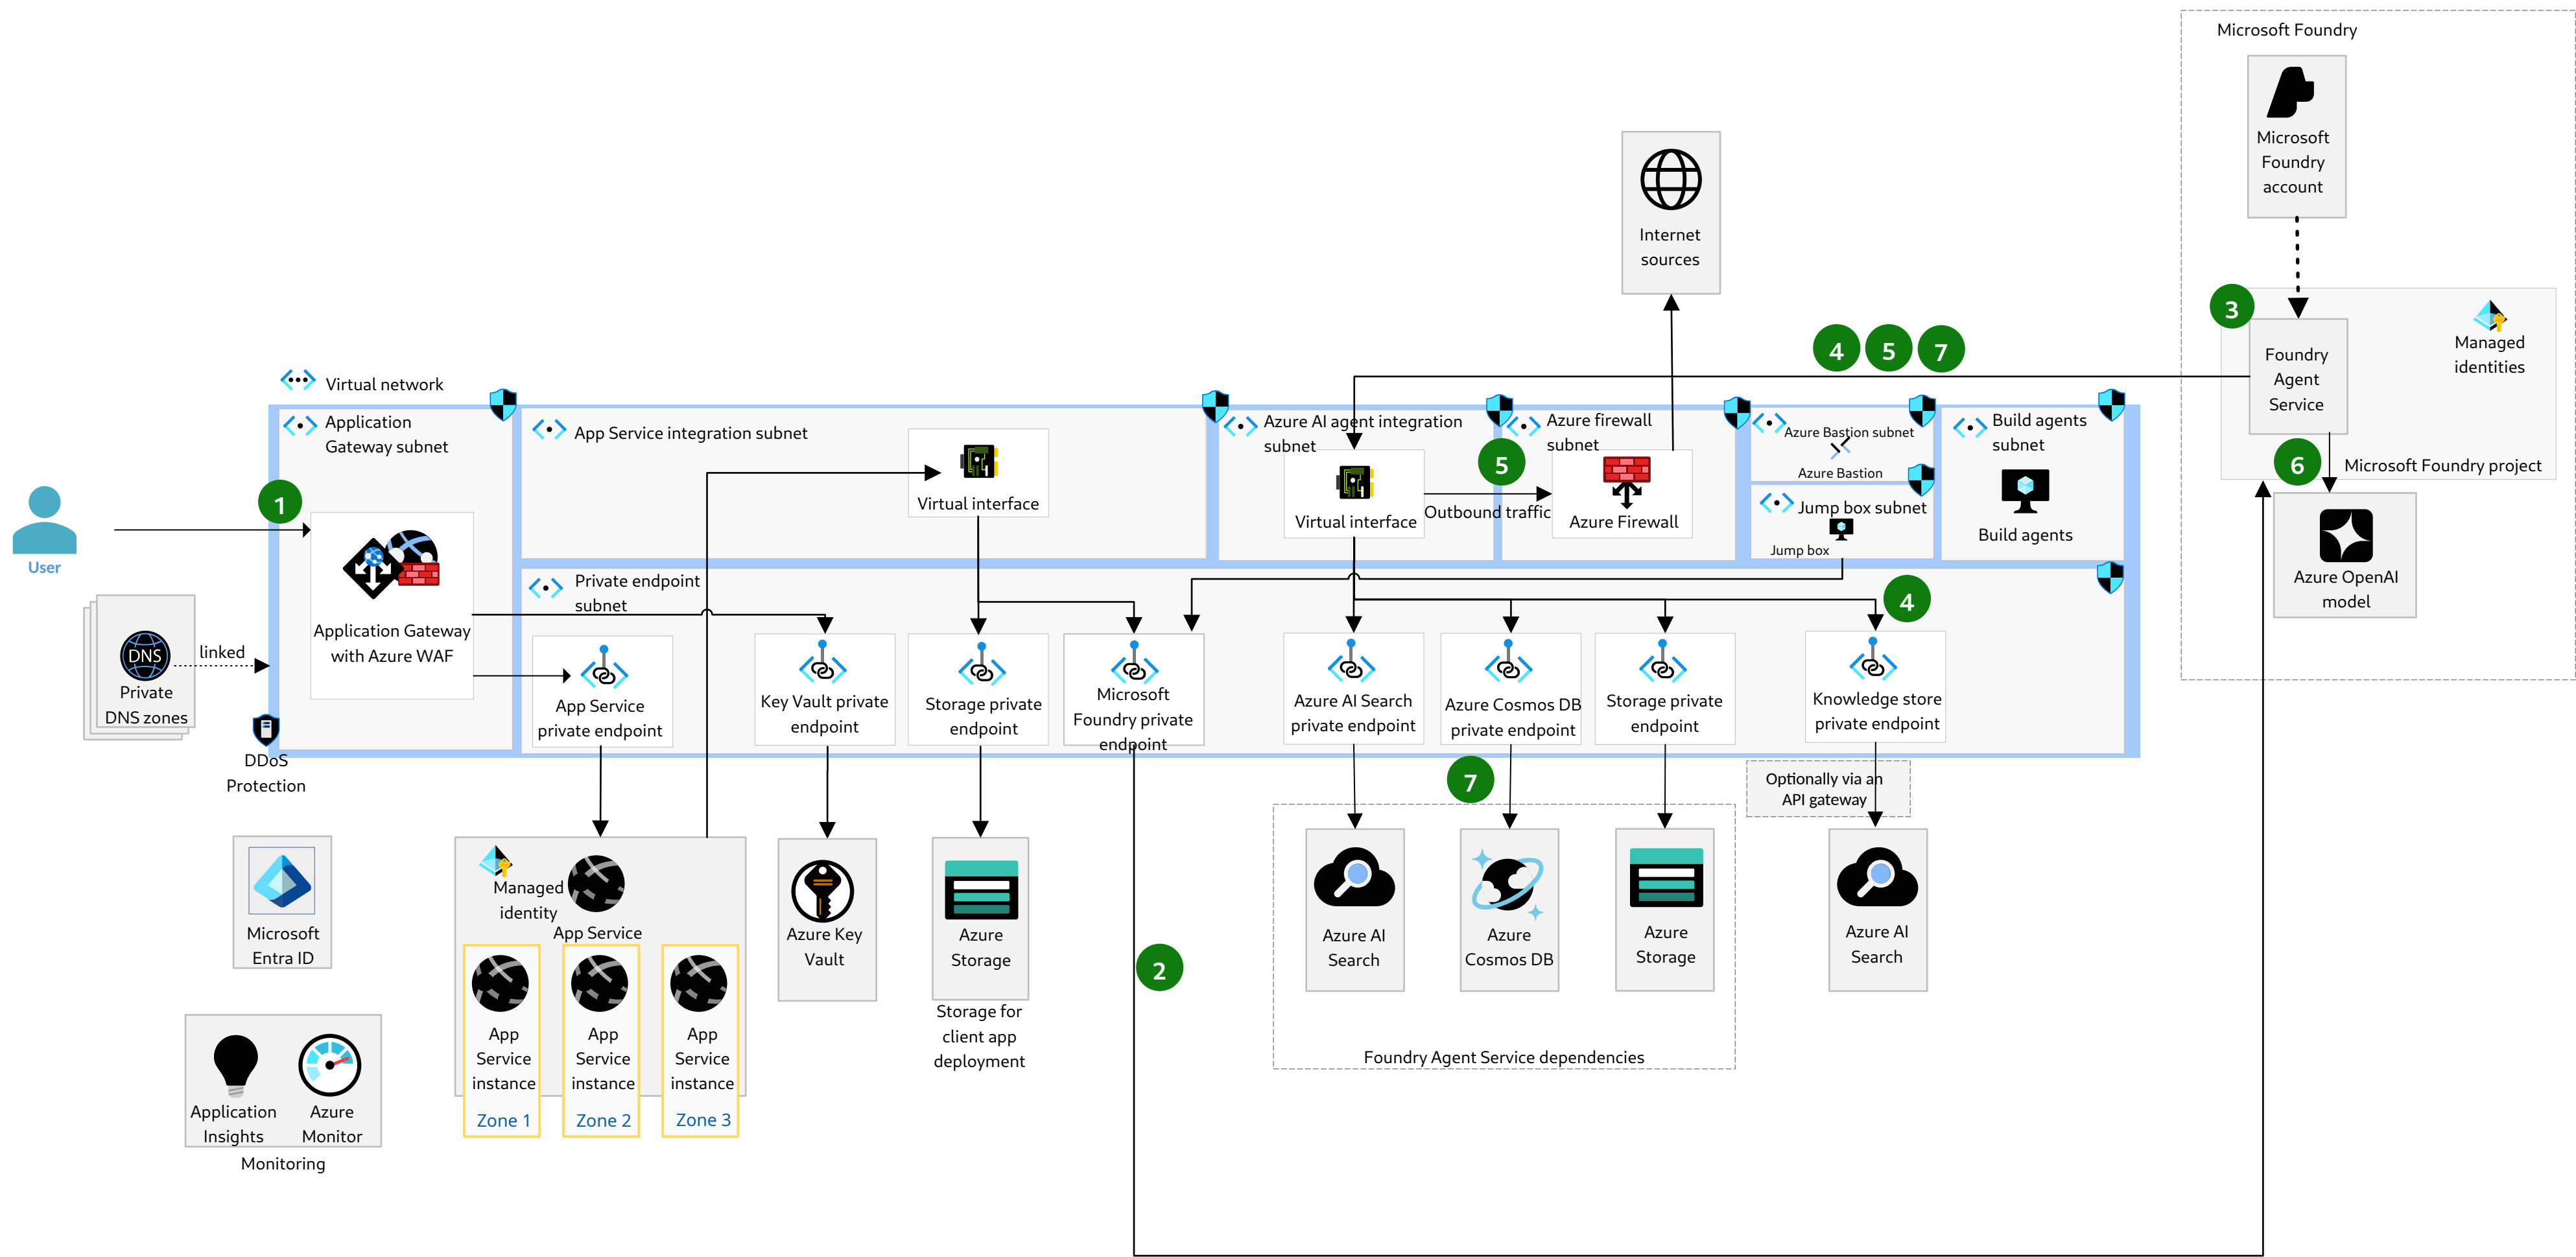 Microsoft Foundry
Microsoft
Foundry
account
Internet
sources
3
Managed
identities
Foundry
Agent
Service
4
5
7
6
Microsoft Foundry project
Azure OpenAI
model
Virtual network
Application
Gateway subnet
App Service integration subnet
Virtual interface
Azure AI agent integration
subnet
Virtual interface
5
Outbound traffic
Azure firewall
subnet
Azure Firewall
Azure Bastion subnet
Azure Bastion
Jump box subnet
Jump box
Build agents
subnet
Build agents
User
1
Application Gateway
with Azure WAF
DNS
Private
DNS zones
linked
DDoS
Protection
Private endpoint
subnet
App Service
private endpoint
Key Vault private
endpoint
Storage private
endpoint
Microsoft
Foundry private
endpoint
Azure AI Search
private endpoint
Azure Cosmos DB
private endpoint
Storage private
endpoint
4
Knowledge store
private endpoint
7
Optionally via an
API gateway
Microsoft
Entra ID
Managed
identity
App Service
App
Service
instance
Zone 1
App
Service
instance
Zone 2
App
Service
instance
Zone 3
Azure Key
Vault
Azure
Storage
Storage for
client app
deployment
2
Azure AI
Search
Azure
Cosmos DB
Azure
Storage
Foundry Agent Service dependencies
Azure AI
Search
Application
Insights
Azure
Monitor
Monitoring